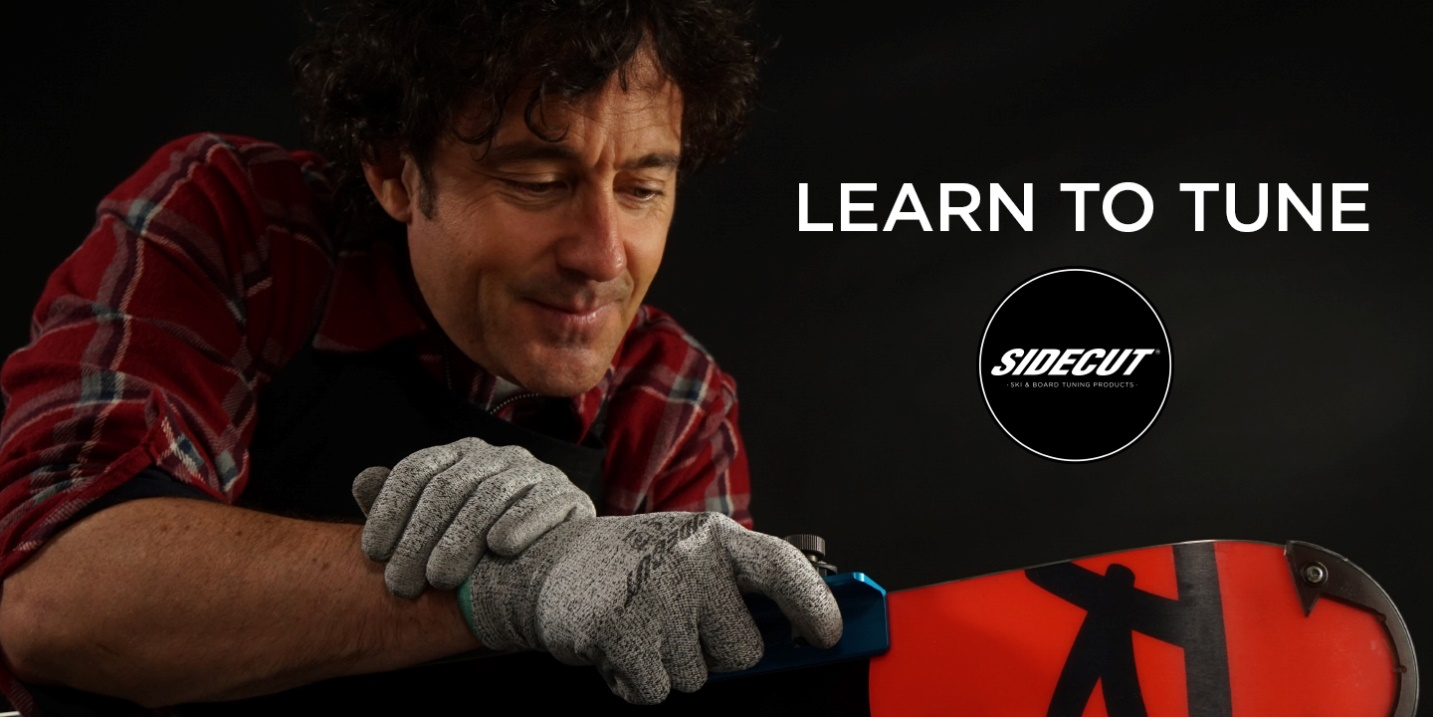 LEARN TO TUNE
SIDECUT®
· SKI & BOARD TUNING PRODUCTS ·